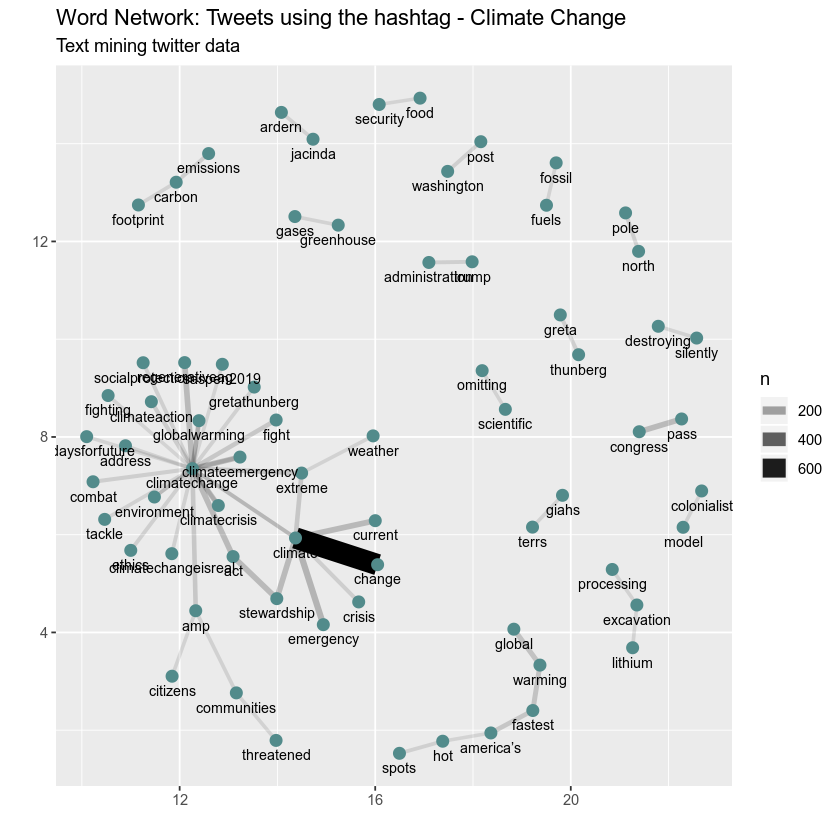 Word Network: Tweets using the hashtag - Climate Change
Text mining twitter data
security food
ardern
jacinda
post
washington
emissions
carbon
footprint
fossil
fuels
pole
north
gases
greenhouse
12
administration trump
greta
thunberg
destroying
silently
omitting
scientific
congress pass
n
200
400
600
socialprotection regenerativeag aspen2019
gretathunberg
fighting
climateaction
globalwarming
fight
weather
8
daysforfuture
address
climateemergency
climatechange
extreme
combat
environment
climatecrisis
tackle
current
giahs
terrs
colonialist
model
ethics
climatechangeisreal
act
climate
change
processing
excavation
lithium
stewardship
crisis
emergency
4
amp
global
warming
fastest
america's
hot
spots
citizens
communities
threatened
12 16 20